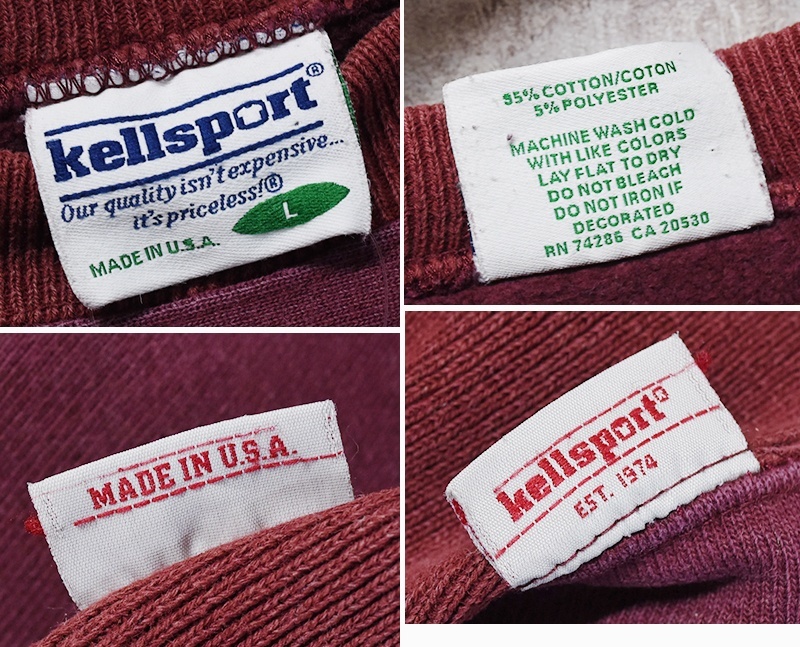 kellsport®
Our quality isn't expensive...
it's priceless!®
L
MADE IN U.S.A.
95% COTTON/COTON
5% POLYESTER
MACHINE WASH COLD
WITH LIKE COLORS
LAY FLAT TO DRY
DO NOT BLEACH
DO NOT IRON IF
DECORATED
RN 74286 CA 20530
MADE IN U.S.A.
kellsport®
EST. 1974